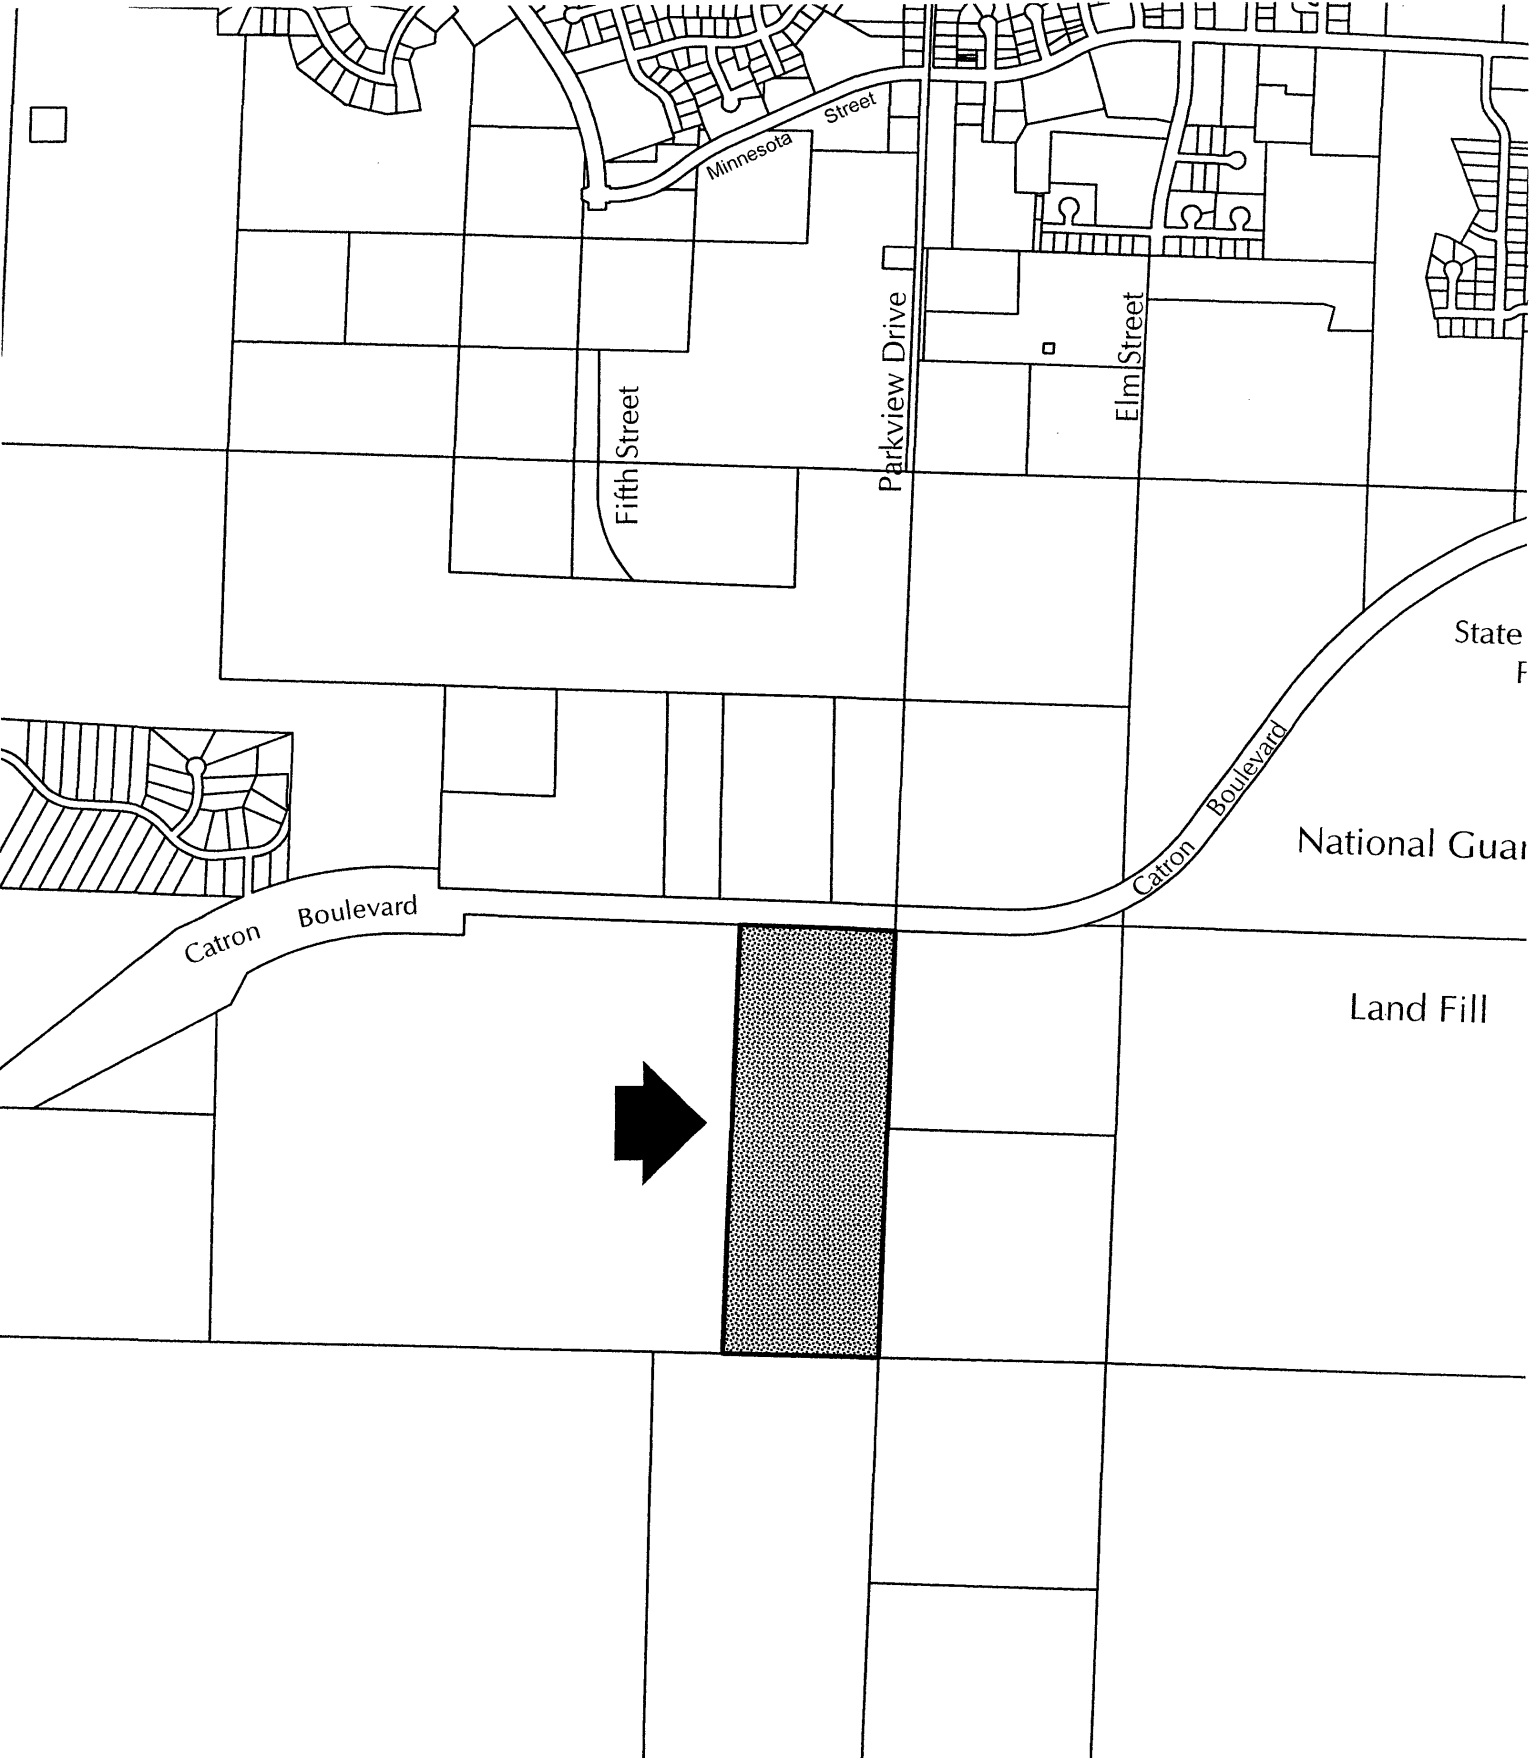 Minnesota Street
Parkview Drive
Elm Street
Fifth Street
State
F
Catron Boulevard
National Guar
Catron Boulevard
Land Fill